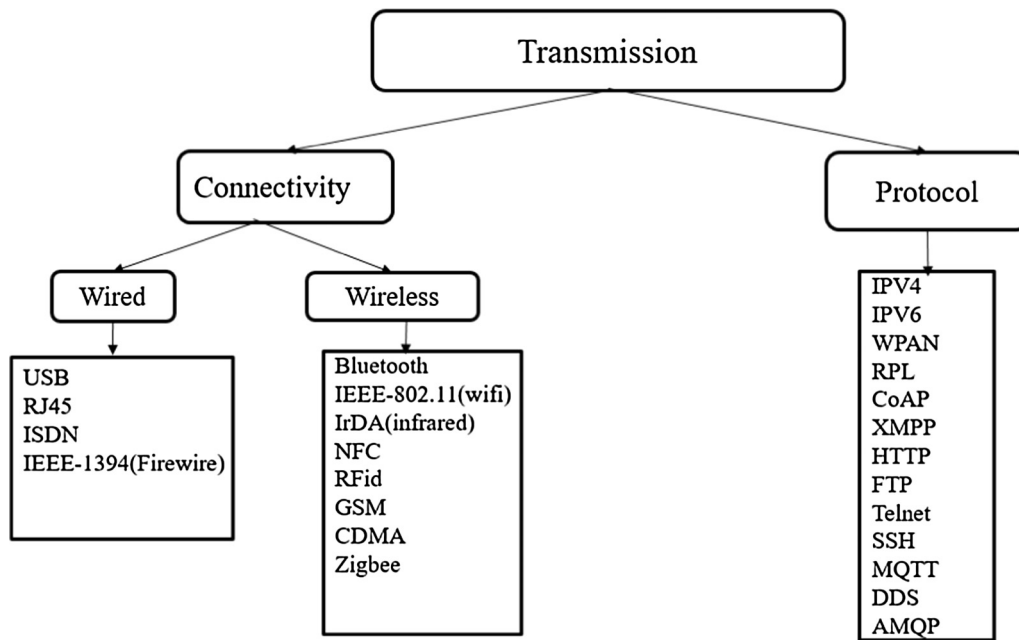 Transmission
Connectivity
Protocol
Wired
Wireless
USB
RJ45
ISDN
IEEE-1394(Firewire)
Bluetooth
IEEE-802.11(wifi)
IrDA(infrared)
NFC
RFid
GSM
CDMA
Zigbee
IPV4
IPV6
WPAN
RPL
CoAP
XMPP
HTTP
FTP
Telnet
SSH
MQTT
DDS
AMQP